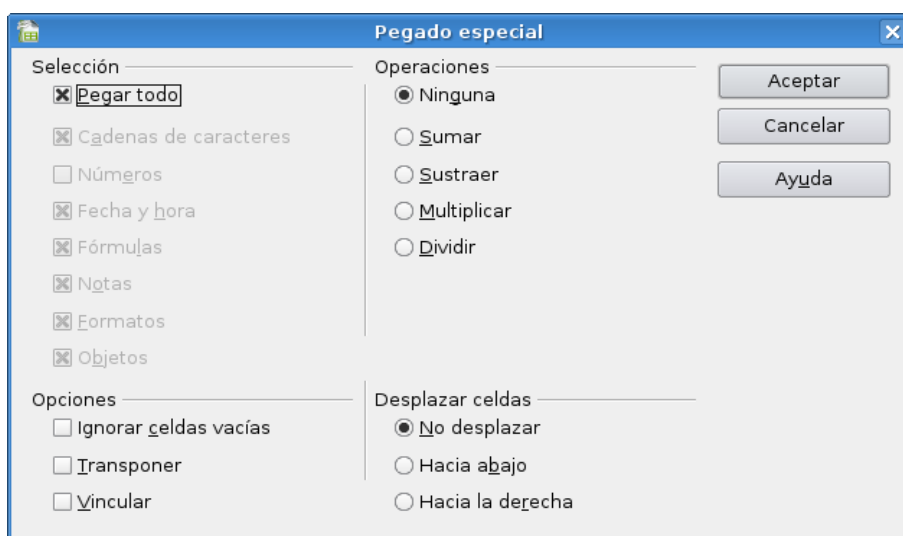 Pegado especial
Selección
Pegar todo
Cadenas de caracteres
Números
Fecha y hora
Fórmulas
Notas
Formatos
Objetos
Operaciones
Ninguna
Sumar
Sustraer
Multiplicar
Dividir
Aceptar
Cancelar
Ayuda
Opciones
Ignorar celdas vacías
Transponer
Vincular
Desplazar celdas
No desplazar
Hacia abajo
Hacia la derecha